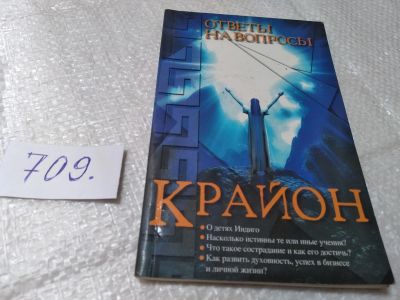 ОТВЕТЫ
НА ВОПРОСЫ
709.
КРАЙОН
• О детях Индиго
• Насколько истинны те или иные учения?
• Что такое сострадание и как его достичь?
• Как развить духовность, успех в бизнесе
и личной жизни?